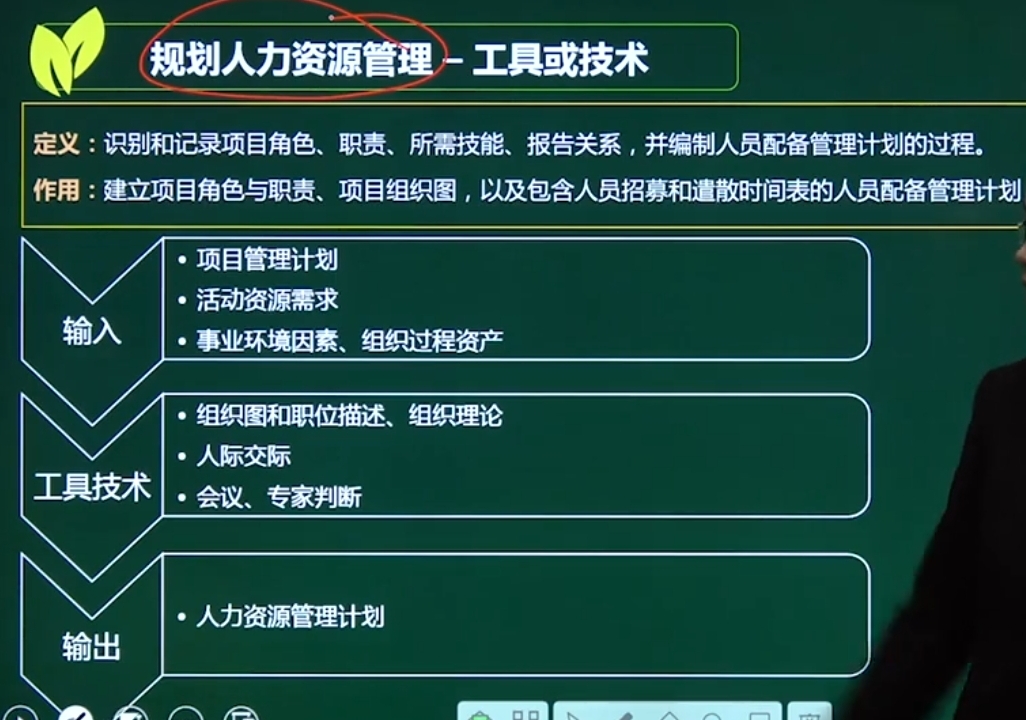 规划人力资源管理 – 工具或技术
定义：识别和记录项目角色、职责、所需技能、报告关系，并编制人员配备管理计划的过程。
作用：建立项目角色与职责、项目组织图，以及包含人员招募和遣散时间表的人员配备管理计划
输入
• 项目管理计划
• 活动资源需求
• 事业环境因素、组织过程资产
工具技术
• 组织图和职位描述、组织理论
• 人际交际
• 会议、专家判断
输出
• 人力资源管理计划